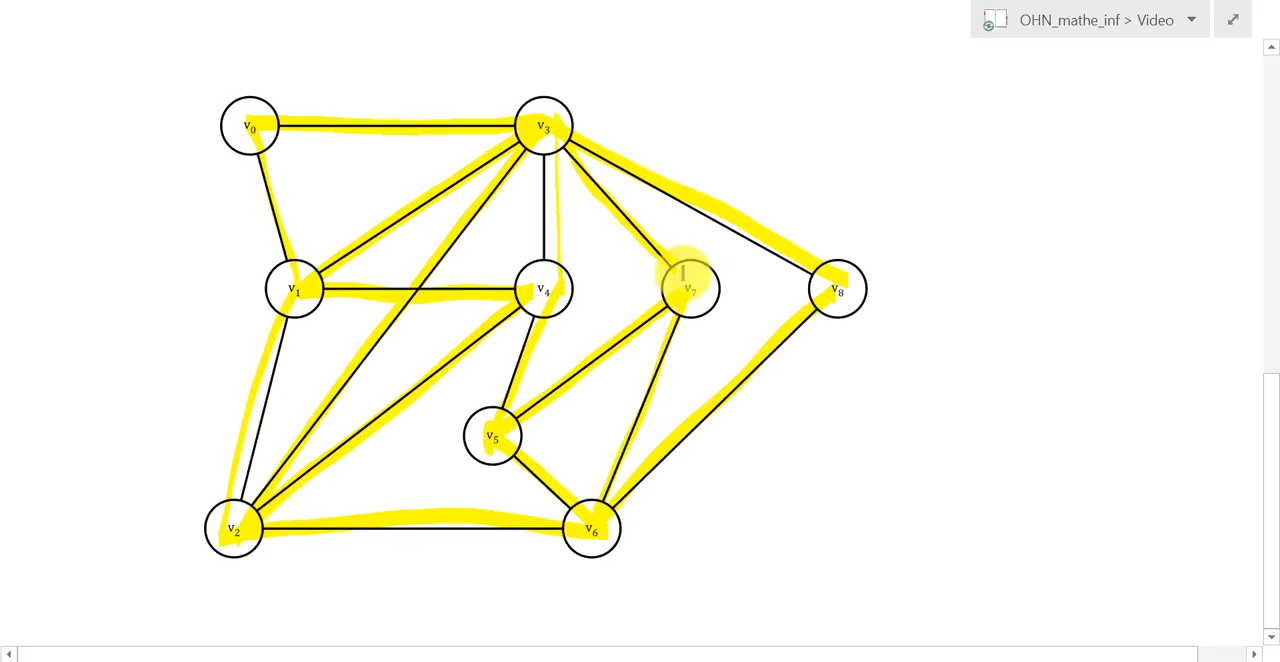 OHN_mathe_inf > Video
v₀
v₃
v₁
v₄
v₇
v₈
v₅
v₂
v₆